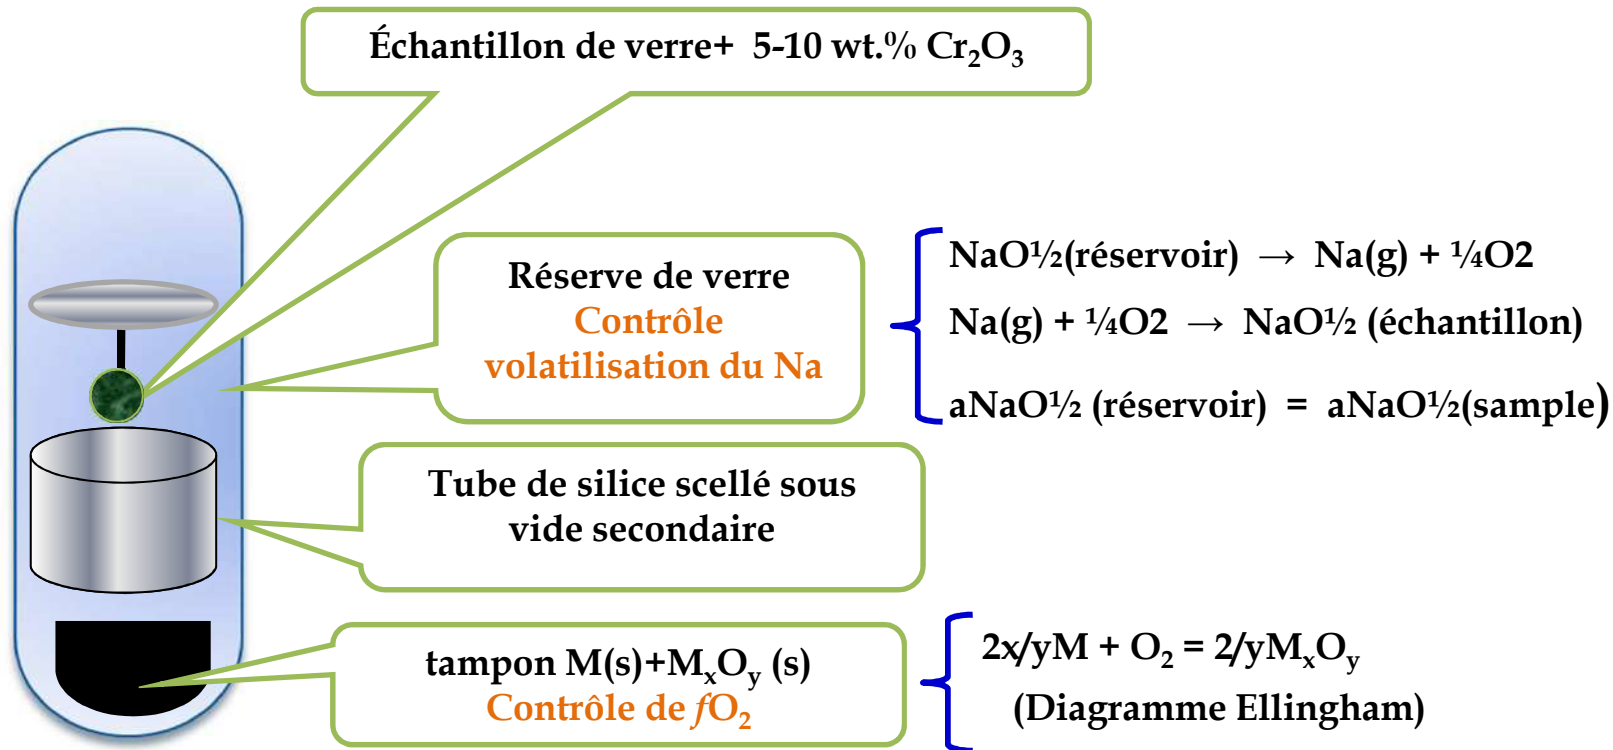 Échantillon de verre+ 5-10 wt.% Cr₂O₃
Réserve de verre
Contrôle
volatilisation du Na
NaO½(réservoir) → Na(g) + ¼O2
Na(g) + ¼O2 → NaO½ (échantillon)
aNaO½ (réservoir) = aNaO½(sample)
Tube de silice scellé sous
vide secondaire
tampon M(s)+MₓOᵧ (s)
Contrôle de fO₂
2x/yM + O₂ = 2/yMₓOᵧ
(Diagramme Ellingham)